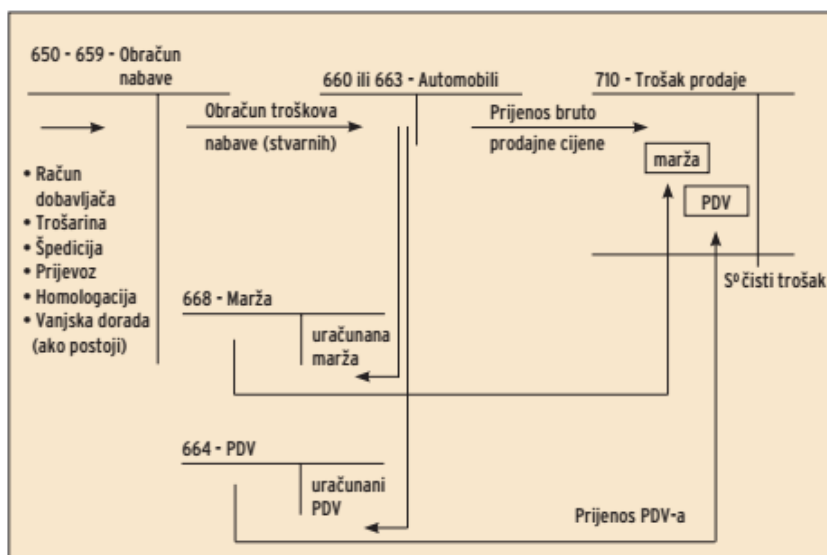 650 - 659 - Obračun
nabave
660 ili 663 - Automobili
710 - Trošak prodaje
Obračun troškova
nabave (stvarnih)
Prijenos bruto
prodajne cijene
marža
PDV
• Račun
dobavljača
• Trošarina
• Špedicija
• Prijevoz
• Homologacija
• Vanjska dorada
(ako postoji)
Sº čisti trošak
668 - Marža
uračunana
marža
664 - PDV
uračunani
PDV
Prijenos PDV-a